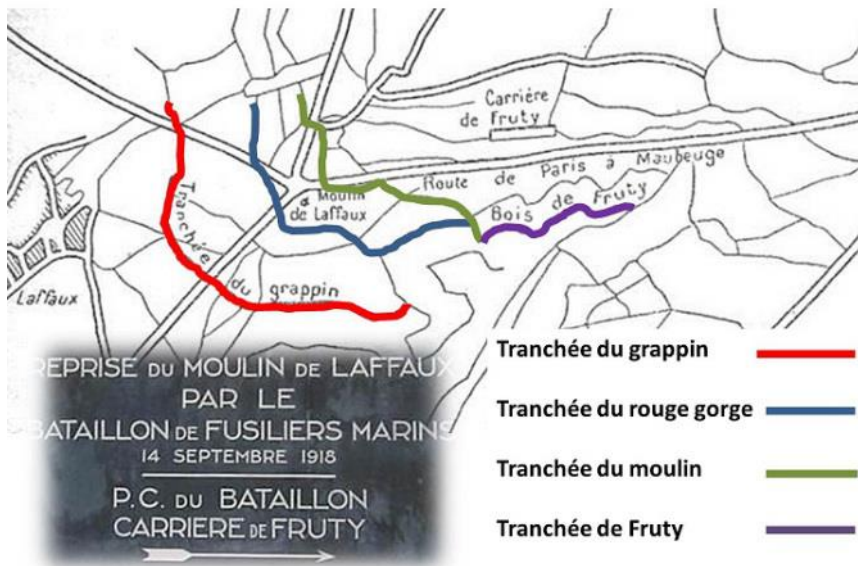 Carrière
de Fruty
Route de Paris à Maubeuge
Moulin
de Laffaux
Bois de Fruty
Tranchée du grappin
Laffaux
REPRISE DU MOULIN DE LAFFAUX
PAR LE
BATAILLON DE FUSILIERS MARINS
14 SEPTEMBRE 1918
P.C. DU BATAILLON
CARRIERE DE FRUTY
Tranchée du grappin
Tranchée du rouge gorge
Tranchée du moulin
Tranchée de Fruty